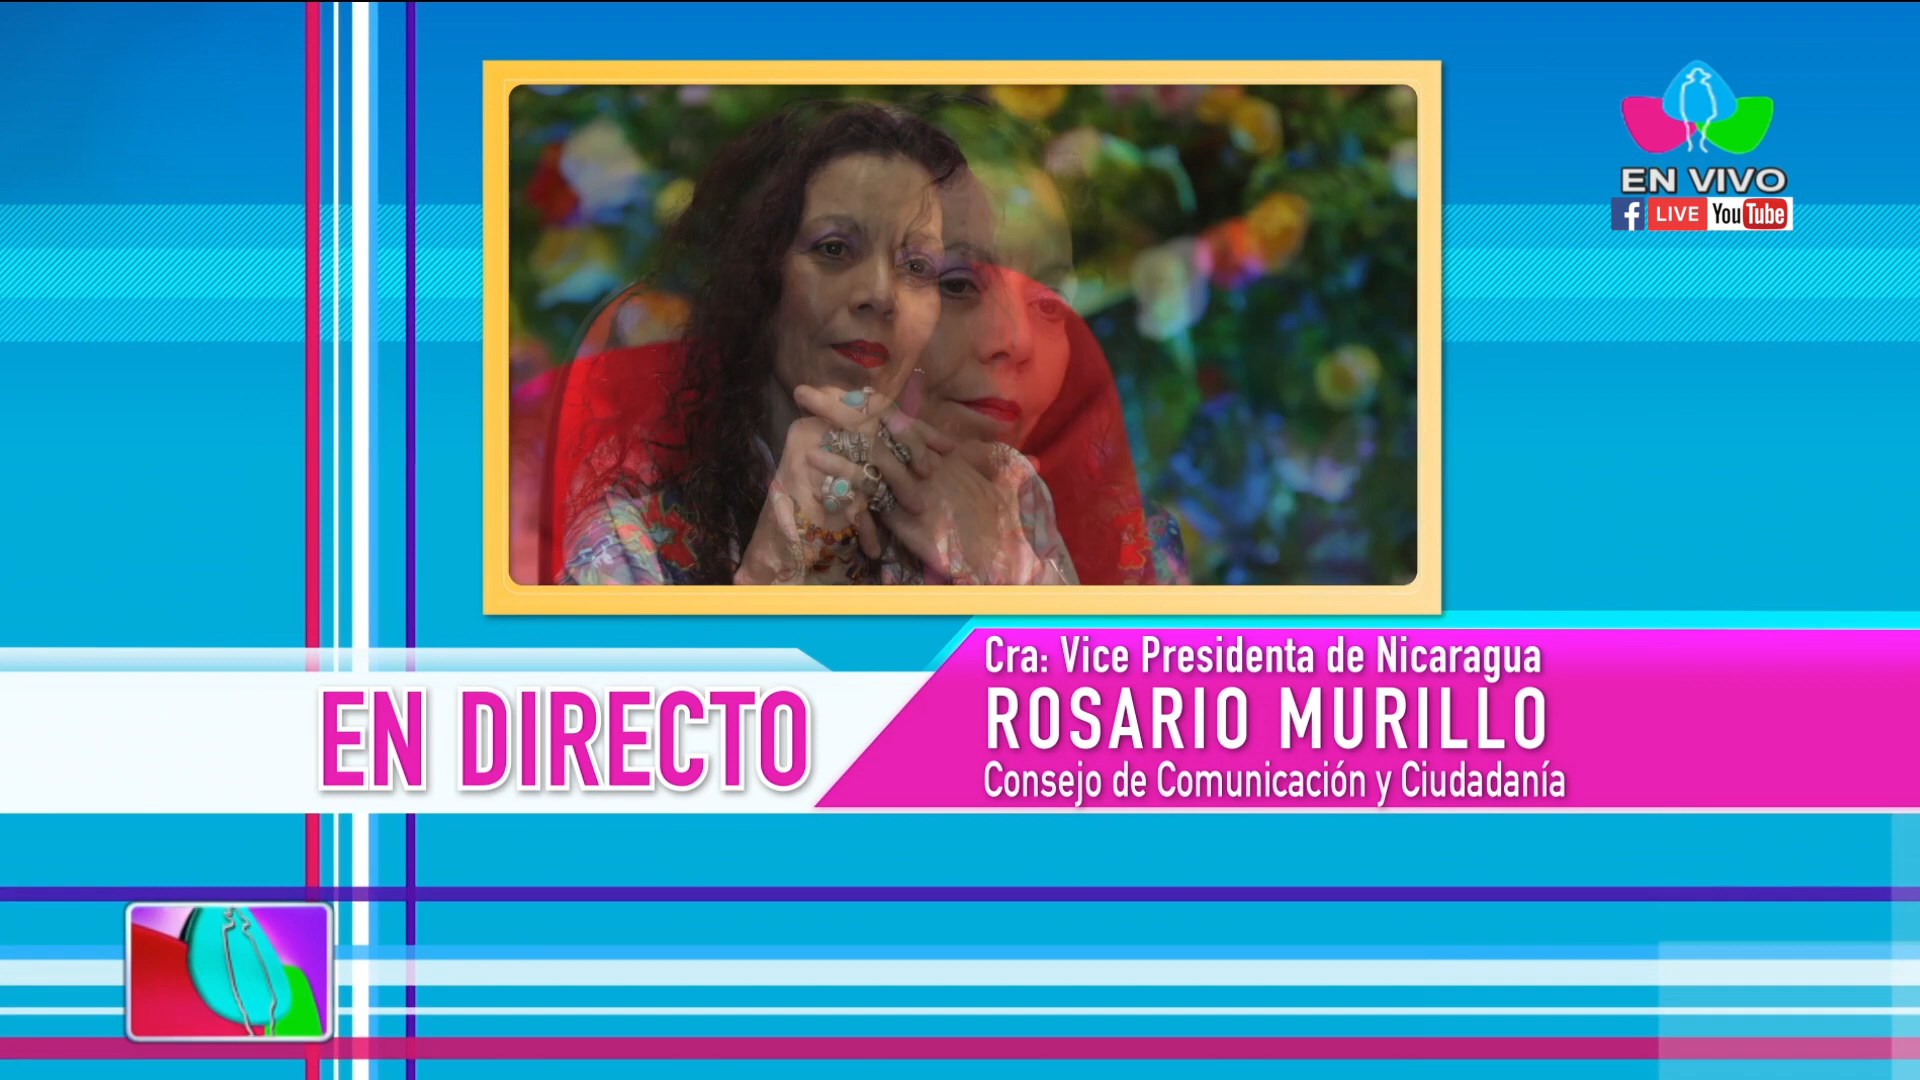 EN VIVO
f LIVE YouTube
Cra: Vice Presidenta de Nicaragua
EN DIRECTO
ROSARIO MURILLO
Consejo de Comunicación y Ciudadanía